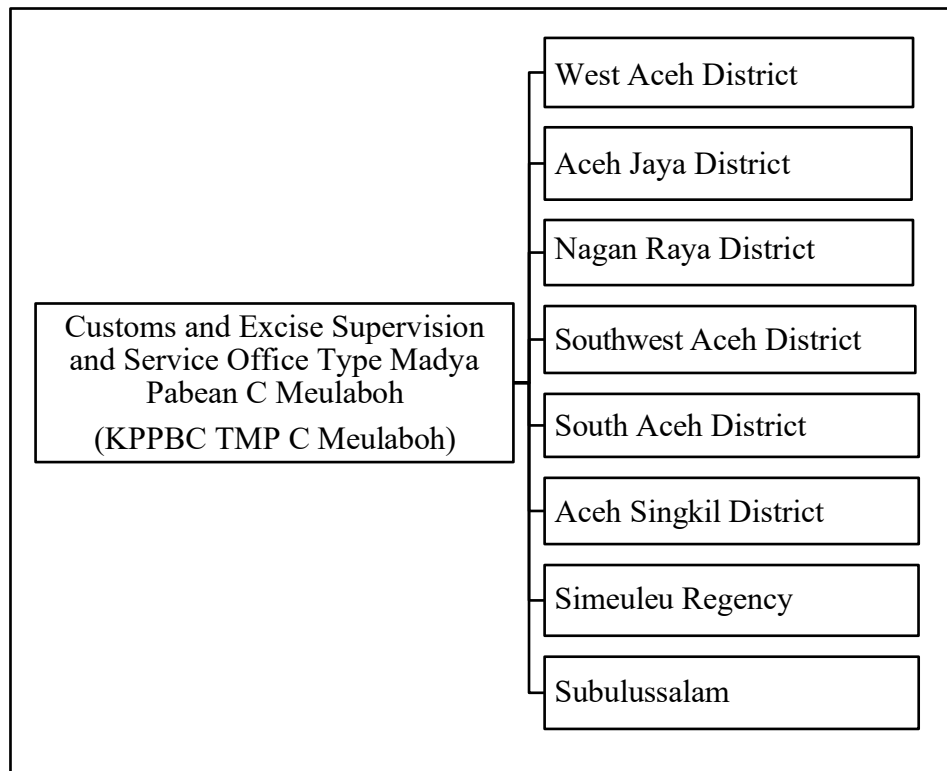 Customs and Excise Supervision
and Service Office Type Madya
Pabean C Meulaboh
(KPPBC TMP C Meulaboh)
West Aceh District
Aceh Jaya District
Nagan Raya District
Southwest Aceh District
South Aceh District
Aceh Singkil District
Simeuleu Regency
Subulussalam